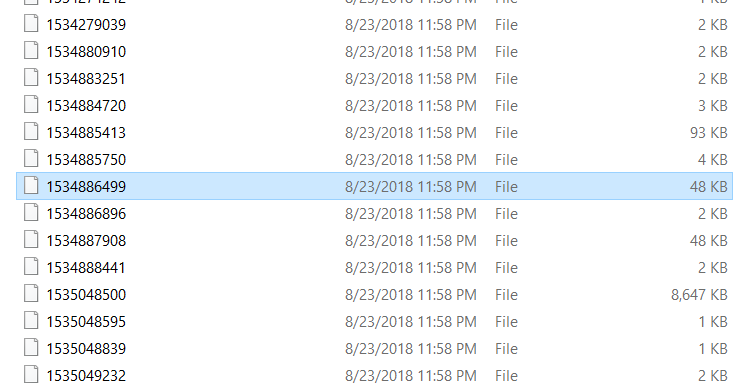 1534279039 8/23/2018 11:58 PM File 2 KB
1534880910 8/23/2018 11:58 PM File 2 KB
1534883251 8/23/2018 11:58 PM File 2 KB
1534884720 8/23/2018 11:58 PM File 3 KB
1534885413 8/23/2018 11:58 PM File 93 KB
1534885750 8/23/2018 11:58 PM File 4 KB
1534886499 8/23/2018 11:58 PM File 48 KB
1534886896 8/23/2018 11:58 PM File 2 KB
1534887908 8/23/2018 11:58 PM File 48 KB
1534888441 8/23/2018 11:58 PM File 2 KB
1535048500 8/23/2018 11:58 PM File 8,647 KB
1535048595 8/23/2018 11:58 PM File 1 KB
1535048839 8/23/2018 11:58 PM File 1 KB
1535049232 8/23/2018 11:58 PM File 2 KB